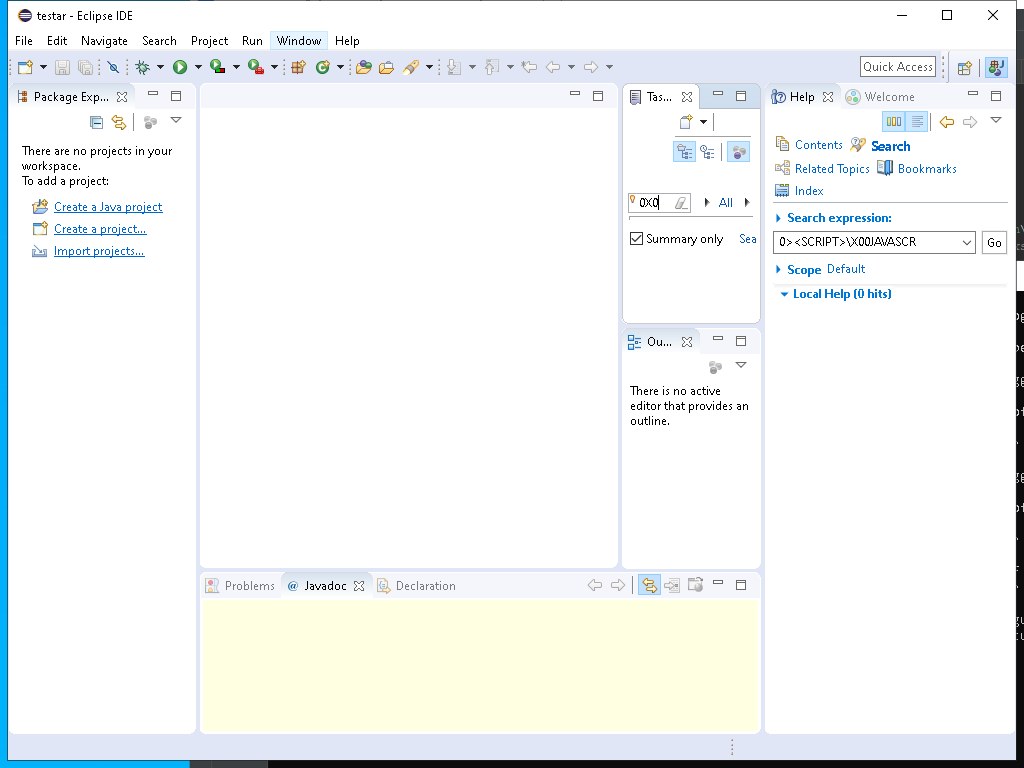 testar - Eclipse IDE
File Edit Navigate Search Project Run Window Help
Quick Access
Package Exp...
There are no projects in your
workspace.
To add a project:
Create a Java project
Create a project...
Import projects...
Tas...
0X0
All
Summary only Sea
Ou...
There is no active
editor that provides an
outline.
Help Welcome
Contents Search
Related Topics Bookmarks
Index
Search expression:
0><SCRIPT>\X00JAVASCR
Go
Scope Default
Local Help (0 hits)
Problems @ Javadoc Declaration